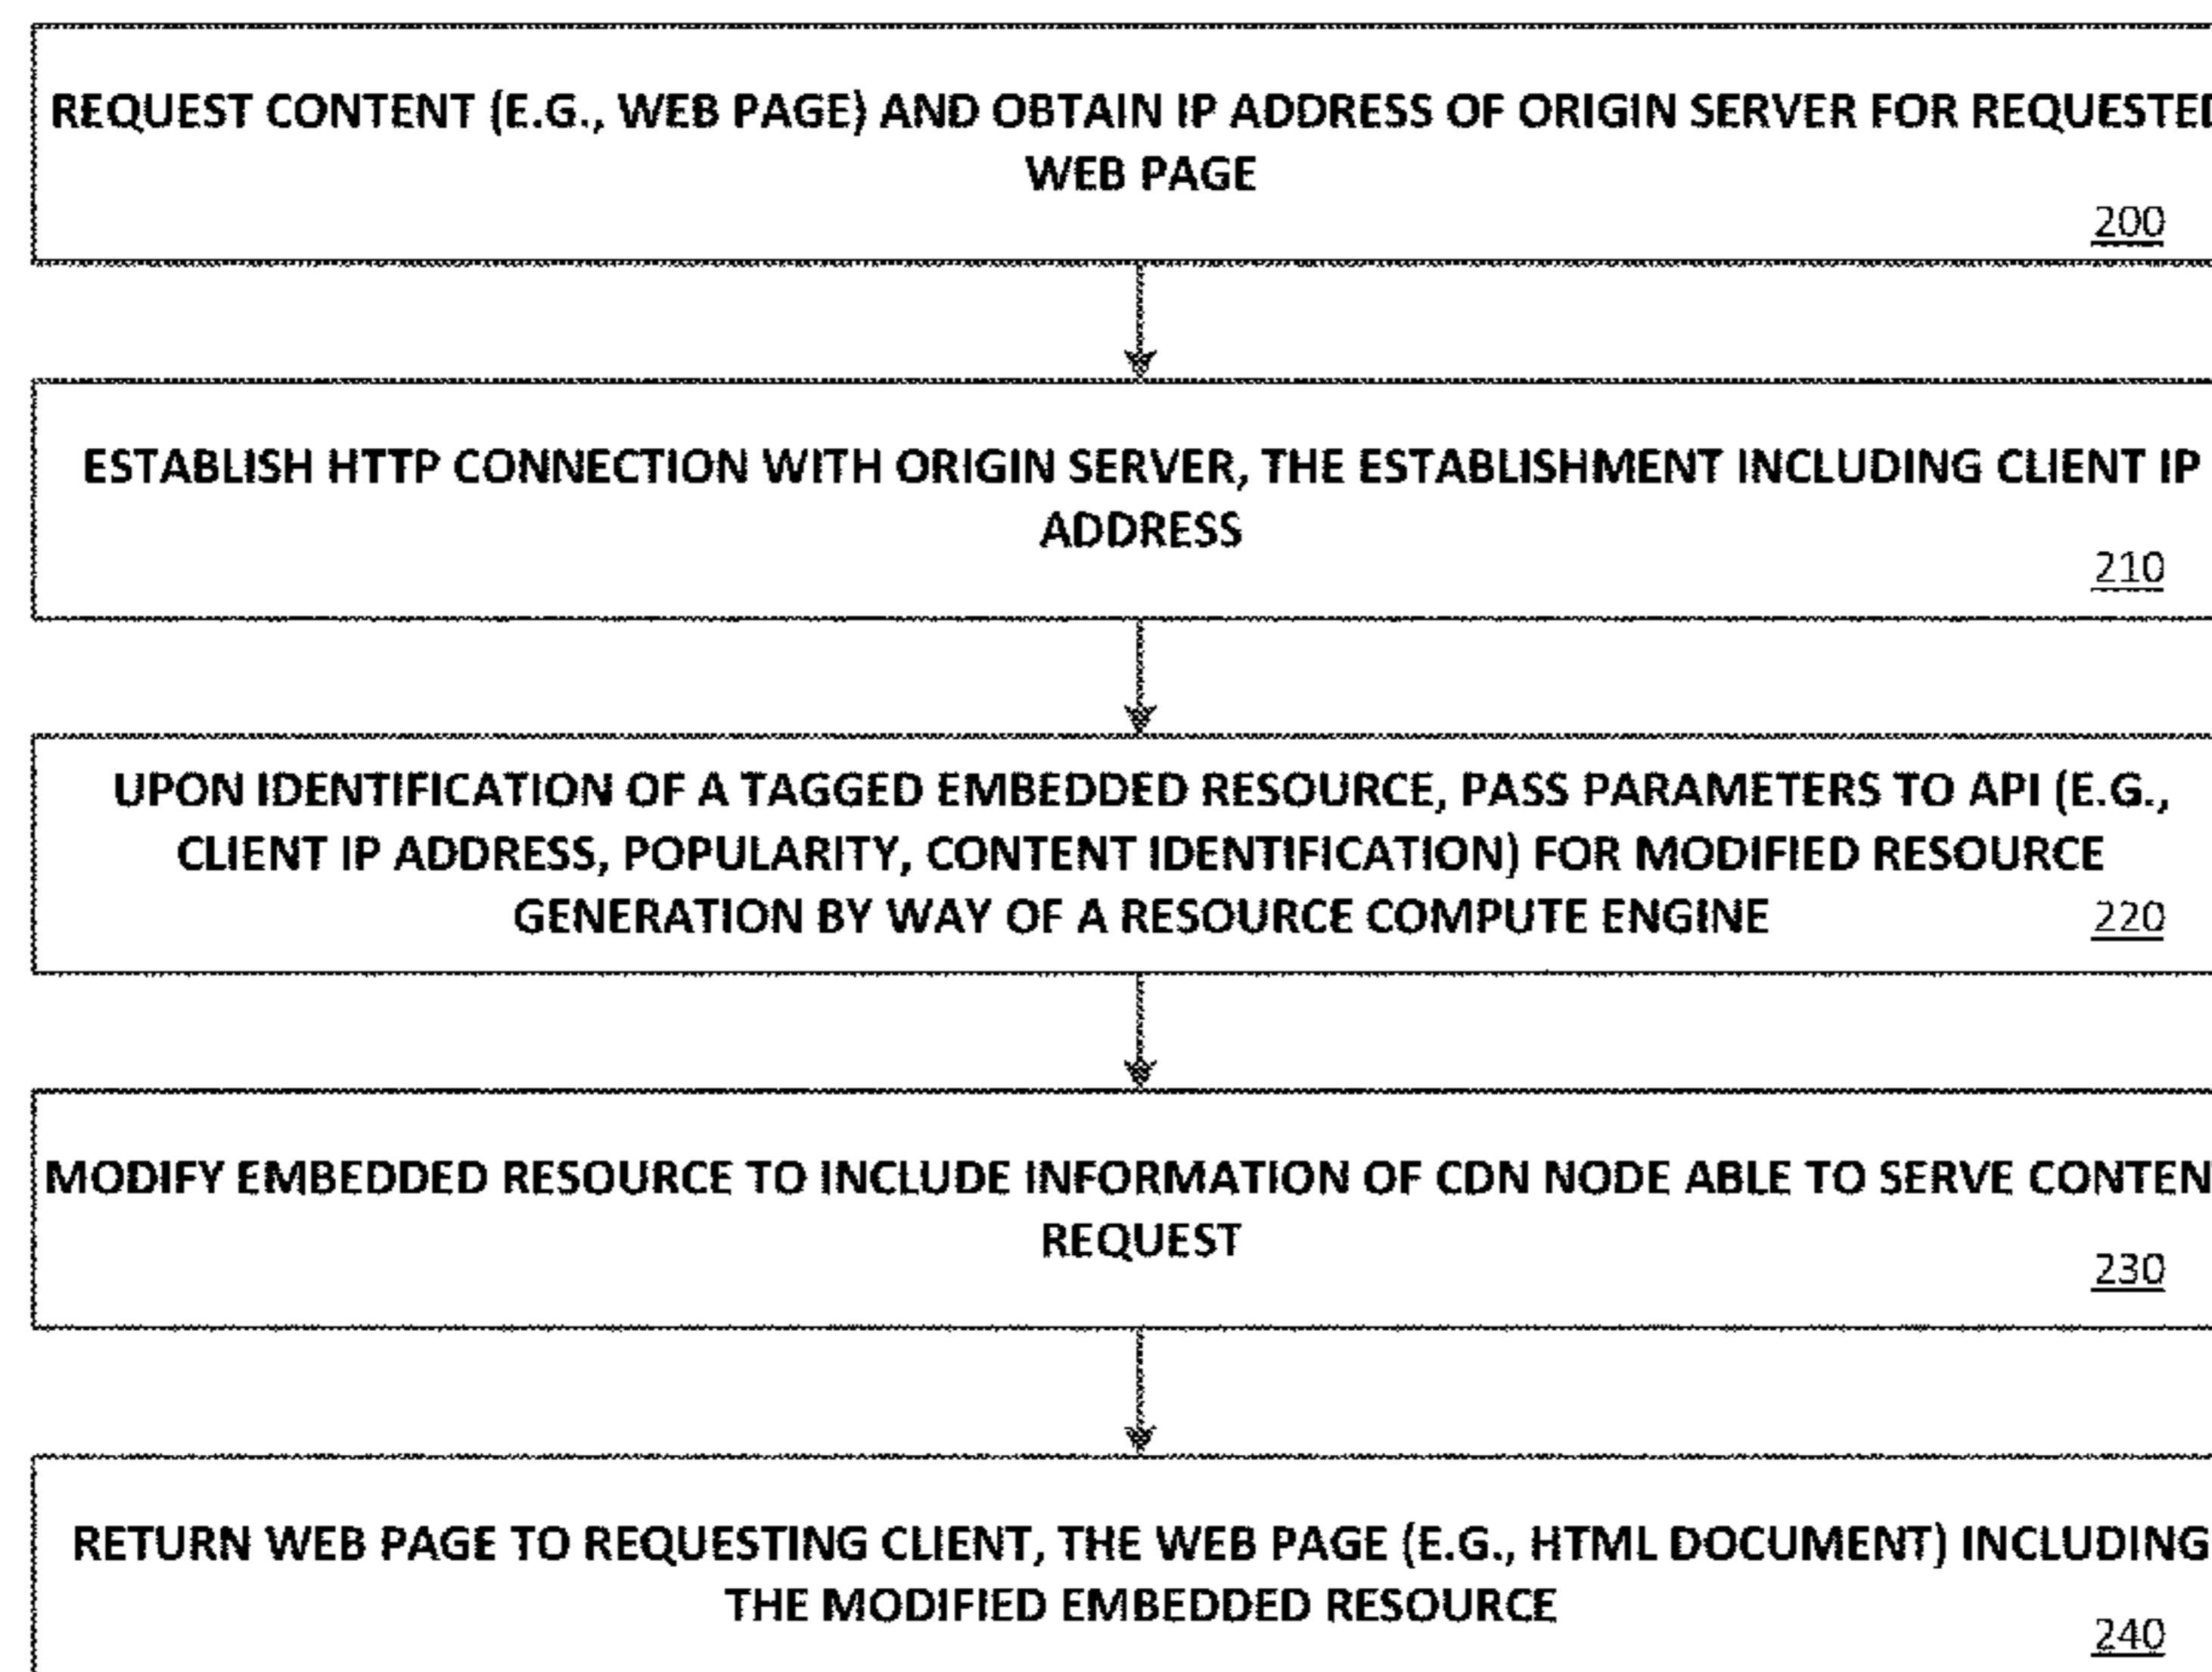 REQUEST CONTENT (E.G., WEB PAGE) AND OBTAIN IP ADDRESS OF ORIGIN SERVER FOR REQUESTED
WEB PAGE
200
ESTABLISH HTTP CONNECTION WITH ORIGIN SERVER, THE ESTABLISHMENT INCLUDING CLIENT IP
ADDRESS
210
UPON IDENTIFICATION OF A TAGGED EMBEDDED RESOURCE, PASS PARAMETERS TO API (E.G.,
CLIENT IP ADDRESS, POPULARITY, CONTENT IDENTIFICATION) FOR MODIFIED RESOURCE
GENERATION BY WAY OF A RESOURCE COMPUTE ENGINE 220
MODIFY EMBEDDED RESOURCE TO INCLUDE INFORMATION OF CDN NODE ABLE TO SERVE CONTEN
REQUEST
230
RETURN WEB PAGE TO REQUESTING CLIENT, THE WEB PAGE (E.G., HTML DOCUMENT) INCLUDING
THE MODIFIED EMBEDDED RESOURCE
240